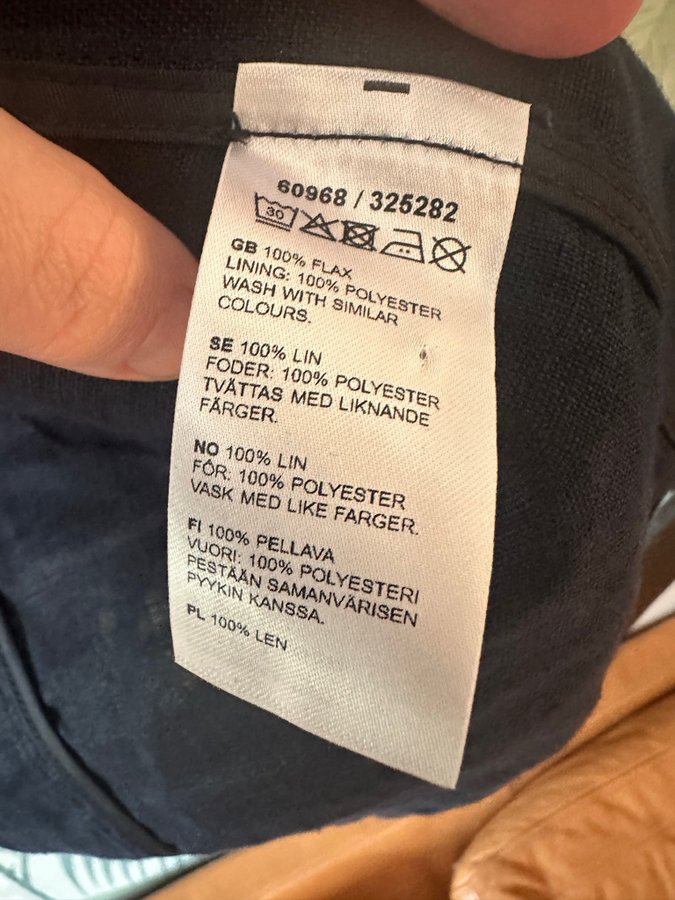 60968 / 325282
30
GB 100% FLAX
LINING: 100% POLYESTER
WASH WITH SIMILAR
COLOURS.
SE 100% LIN
FODER: 100% POLYESTER
TVÄTTAS MED LIKNANDE
FÄRGER.
NO 100% LIN
FÔR: 100% POLYESTER
VASK MED LIKE FARGER.
FI 100% PELLAVA
VUORI: 100% POLYESTERI
PESTÄÄN SAMANVÄRISEN
PYYKIN KANSSA.
PL 100% LEN